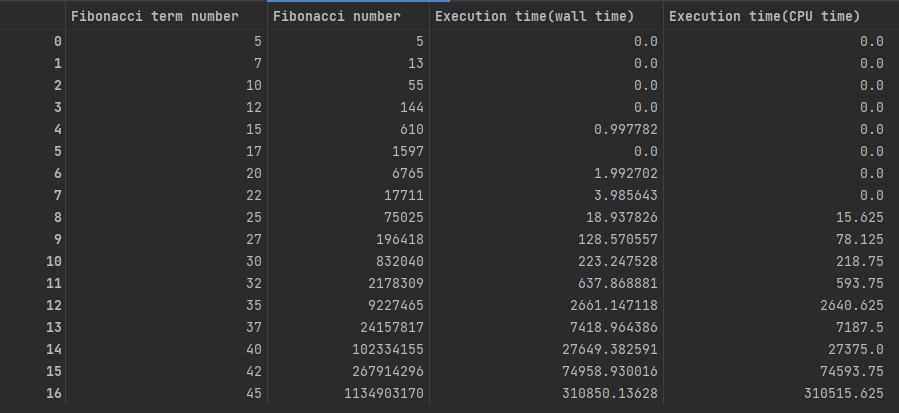 Fibonacci term number Fibonacci number Execution time(wall time) Execution time(CPU time)
0 5 5 0.0 0.0
1 7 13 0.0 0.0
2 10 55 0.0 0.0
3 12 144 0.0 0.0
4 15 610 0.997782 0.0
5 17 1597 0.0 0.0
6 20 6765 1.992702 0.0
7 22 17711 3.985643 0.0
8 25 75025 18.937826 15.625
9 27 196418 128.570557 78.125
10 30 832040 223.247528 218.75
11 32 2178309 637.868881 593.75
12 35 9227465 2661.147118 2640.625
13 37 24157817 7418.964386 7187.5
14 40 102334155 27649.382591 27375.0
15 42 267914296 74958.930016 74593.75
16 45 1134903170 310850.13628 310515.625